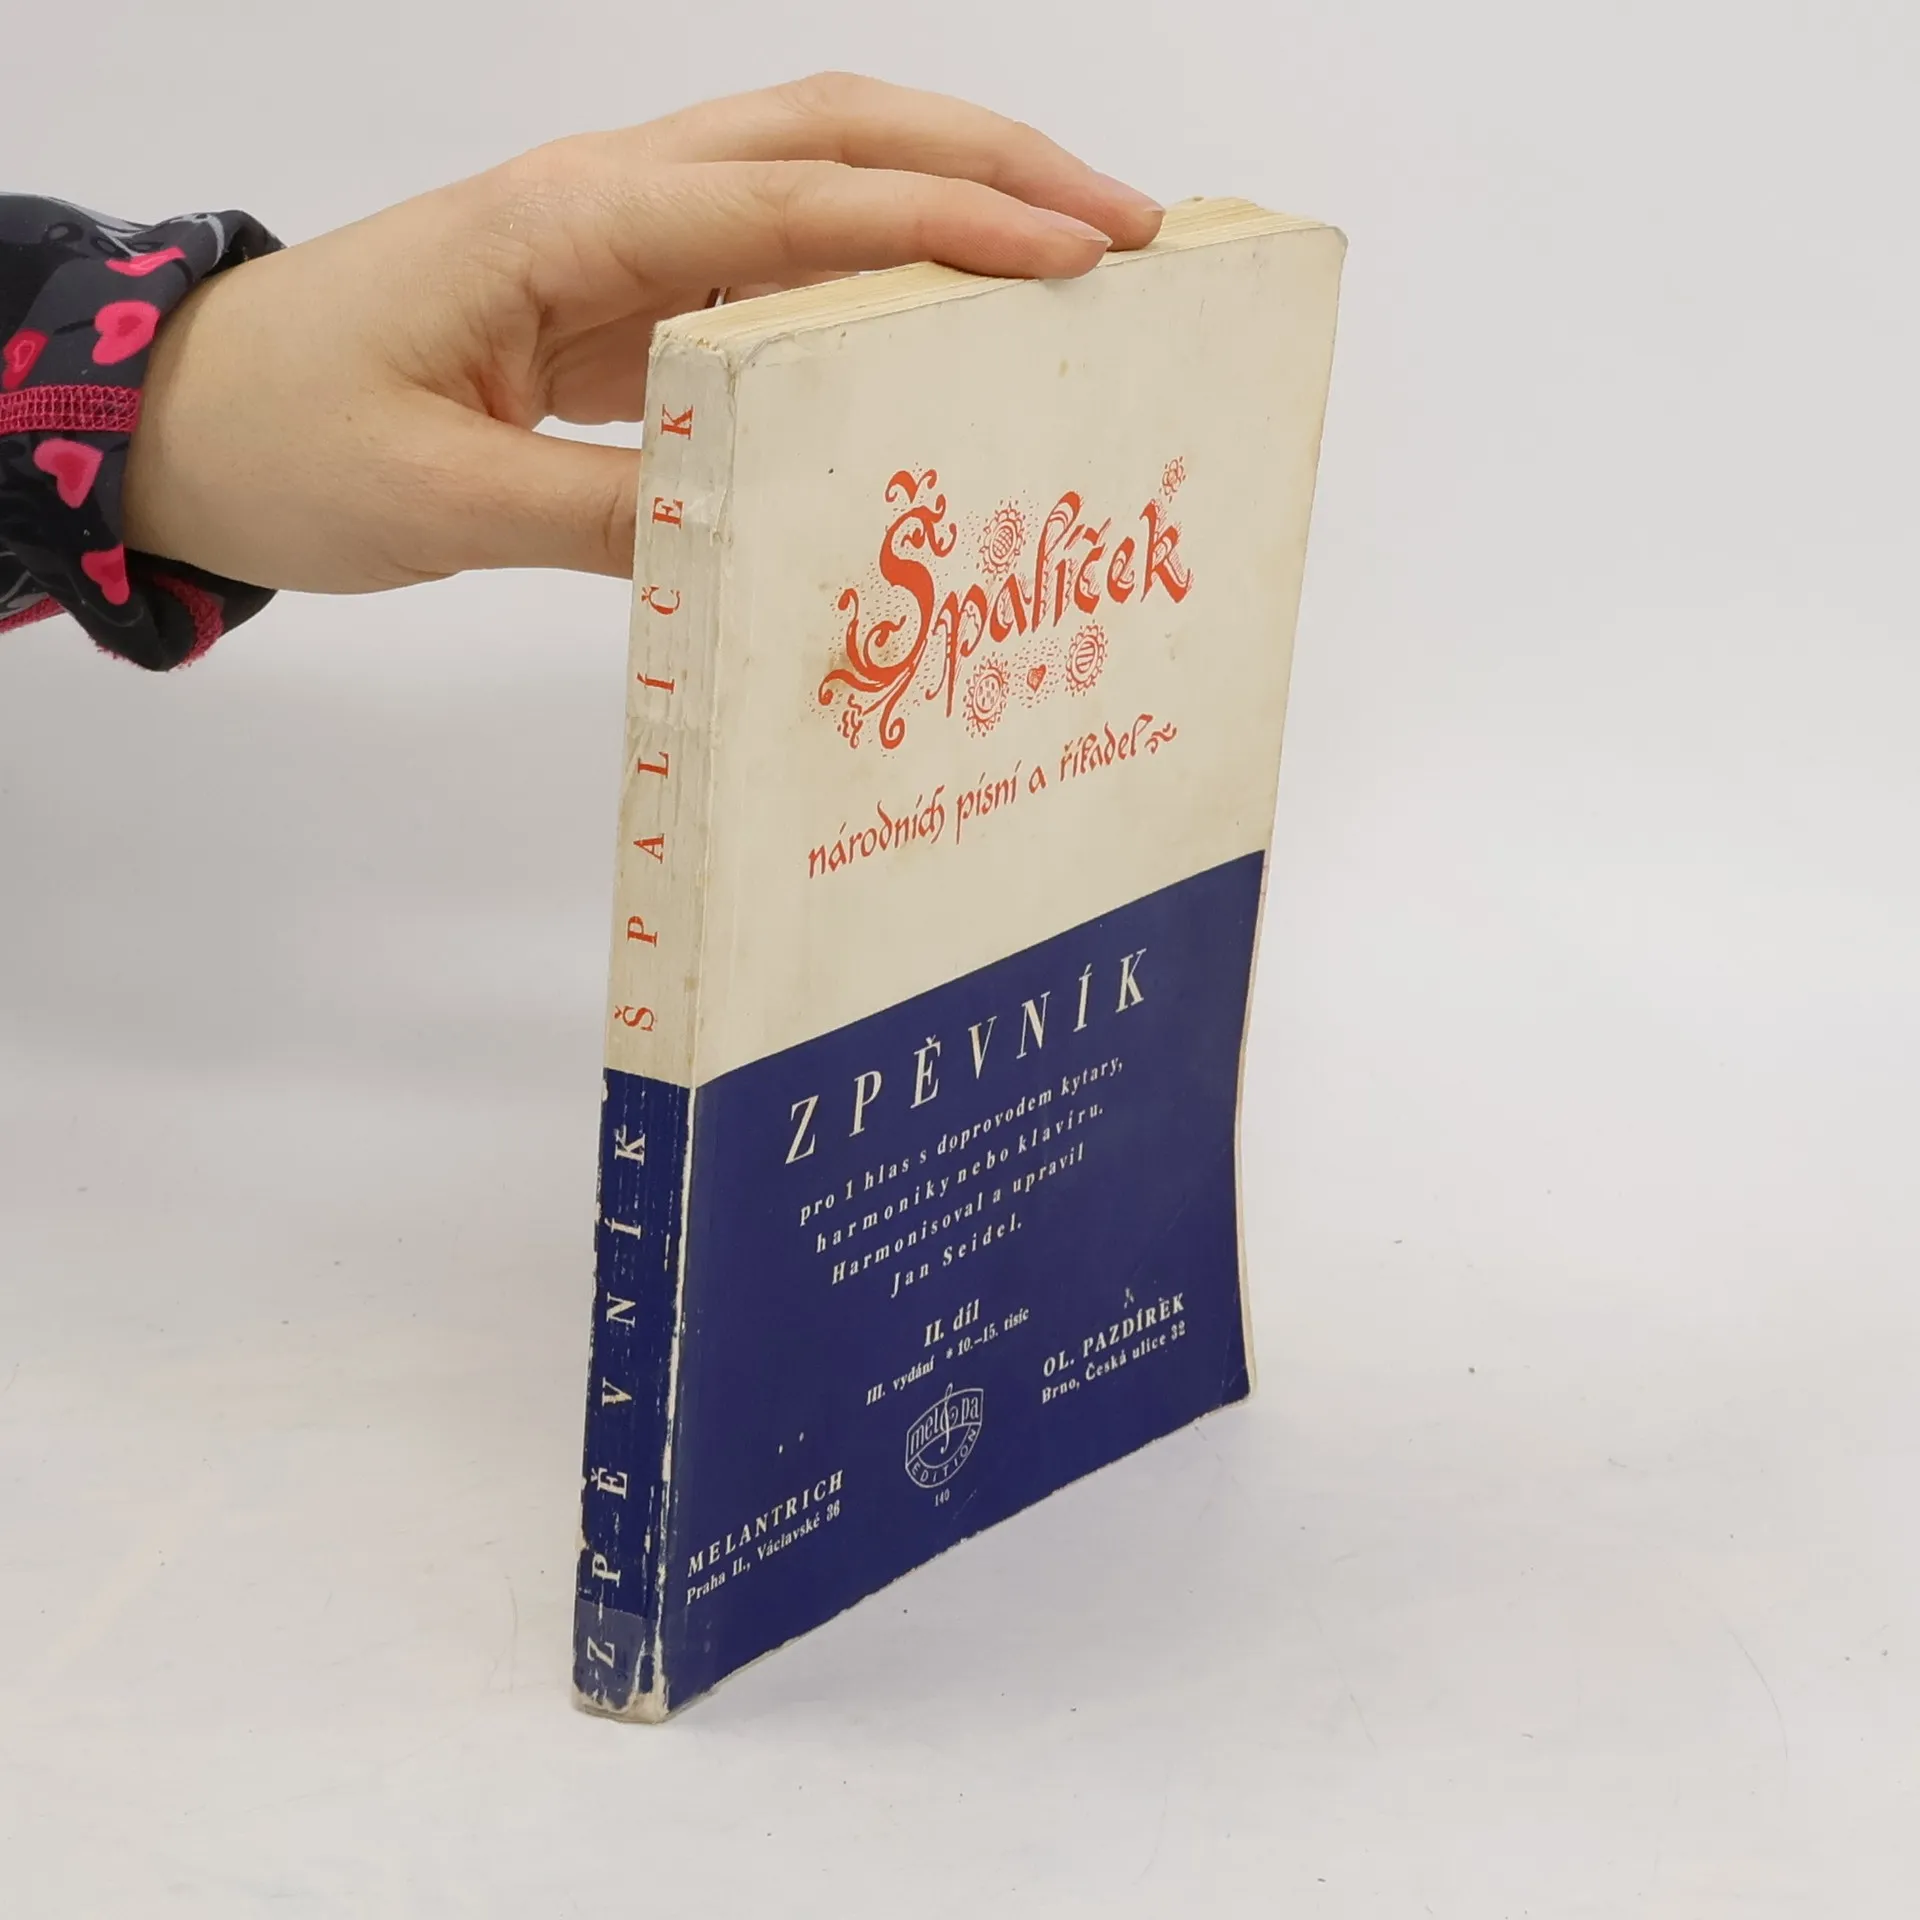 ZPĚVNÍK ŠPALÍČEK
Špalíček
národních písní a říkadel
ZPĚVNÍK
pro 1 hlas s doprovodem kytary,
harmoniky nebo klavíru.
Harmonisoval a upravil
Jan Seidel.
II. díl
III. vydání * 10.–15. tisíc
MELANTRICH
Praha II., Václavské 36
melopa
EDITION
140
OL. PAZDÍREK
Brno, Česká ulice 32